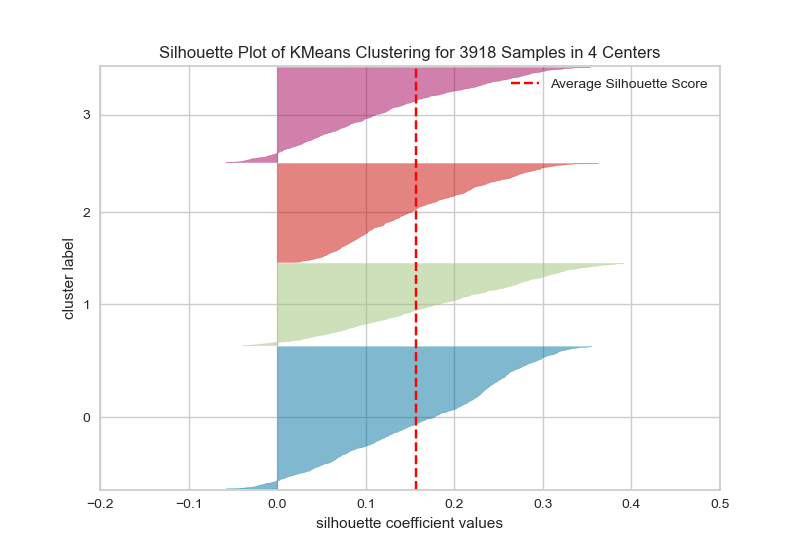 Silhouette Plot of KMeans Clustering for 3918 Samples in 4 Centers
Average Silhouette Score
3
2
1
0
cluster label
−0.2 −0.1 0.0 0.1 0.2 0.3 0.4 0.5
silhouette coefficient values